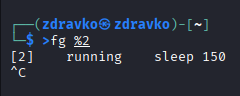 ┌──(zdravko㉿zdravko)-[~]
└─$ >fg %2
[2]    running    sleep 150
^C